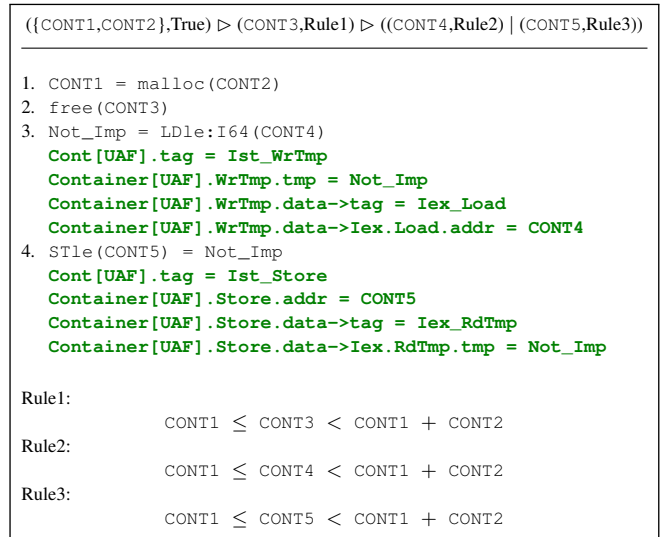 ({CONT1,CONT2},True) ▷ (CONT3,Rule1) ▷ ((CONT4,Rule2) | (CONT5,Rule3))
1. CONT1 = malloc(CONT2)
2. free(CONT3)
3. Not_Imp = LDle:I64(CONT4)
Cont[UAF].tag = Ist_WrTmp
Container[UAF].WrTmp.tmp = Not_Imp
Container[UAF].WrTmp.data->tag = Iex_Load
Container[UAF].WrTmp.data->Iex.Load.addr = CONT4
4. STle(CONT5) = Not_Imp
Cont[UAF].tag = Ist_Store
Container[UAF].Store.addr = CONT5
Container[UAF].Store.data->tag = Iex_RdTmp
Container[UAF].Store.data->Iex.RdTmp.tmp = Not_Imp
Rule1:
CONT1 ≤ CONT3 < CONT1 + CONT2
Rule2:
CONT1 ≤ CONT4 < CONT1 + CONT2
Rule3:
CONT1 ≤ CONT5 < CONT1 + CONT2